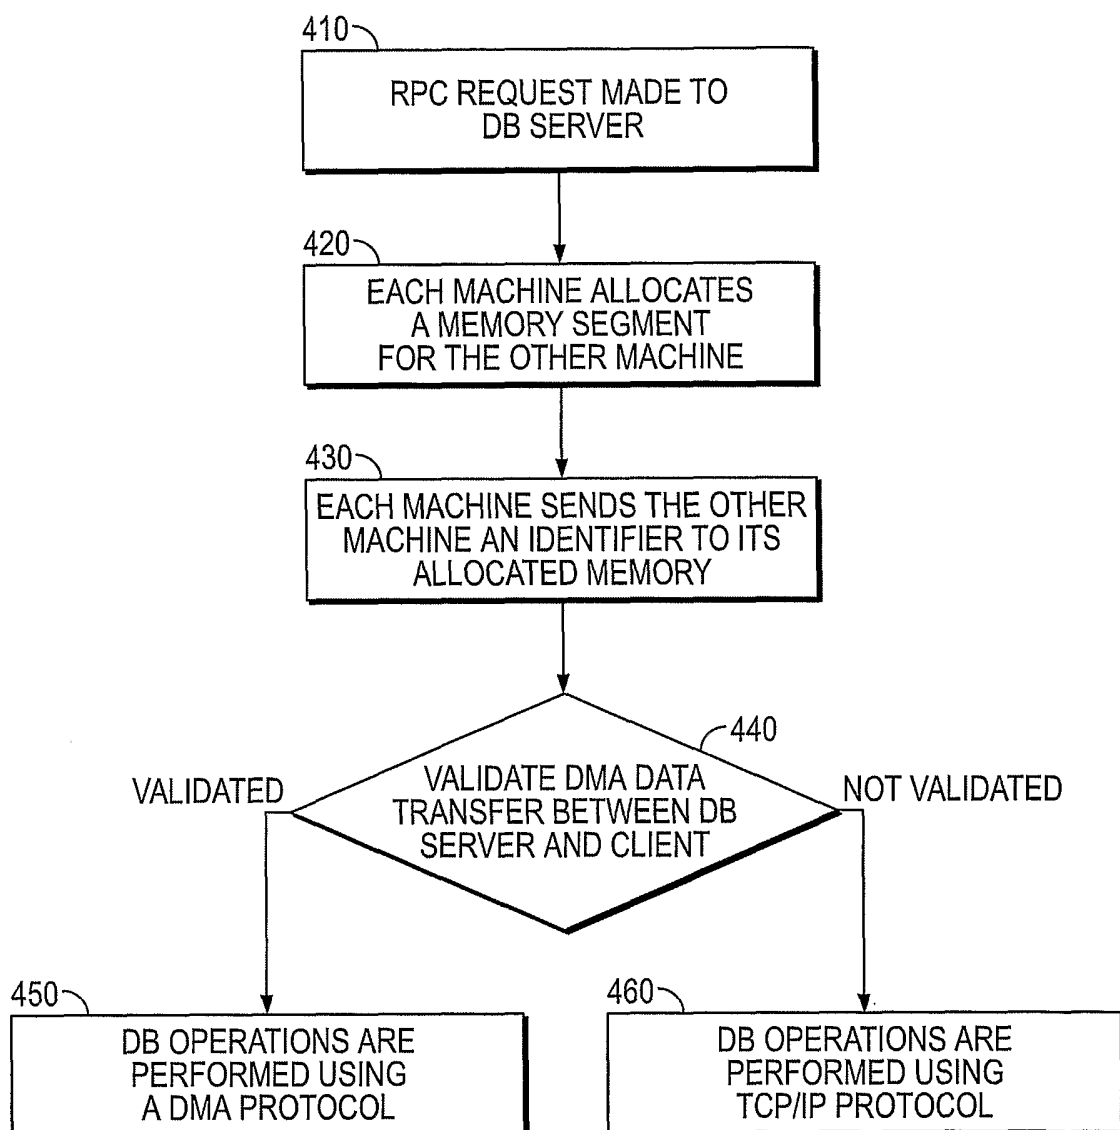 410
RPC REQUEST MADE TO
DB SERVER
420
EACH MACHINE ALLOCATES
A MEMORY SEGMENT
FOR THE OTHER MACHINE
430
EACH MACHINE SENDS THE OTHER
MACHINE AN IDENTIFIER TO ITS
ALLOCATED MEMORY
440
VALIDATED
VALIDATE DMA DATA
TRANSFER BETWEEN DB
SERVER AND CLIENT
NOT VALIDATED
450
DB OPERATIONS ARE
PERFORMED USING
A DMA PROTOCOL
460
DB OPERATIONS ARE
PERFORMED USING
TCP/IP PROTOCOL